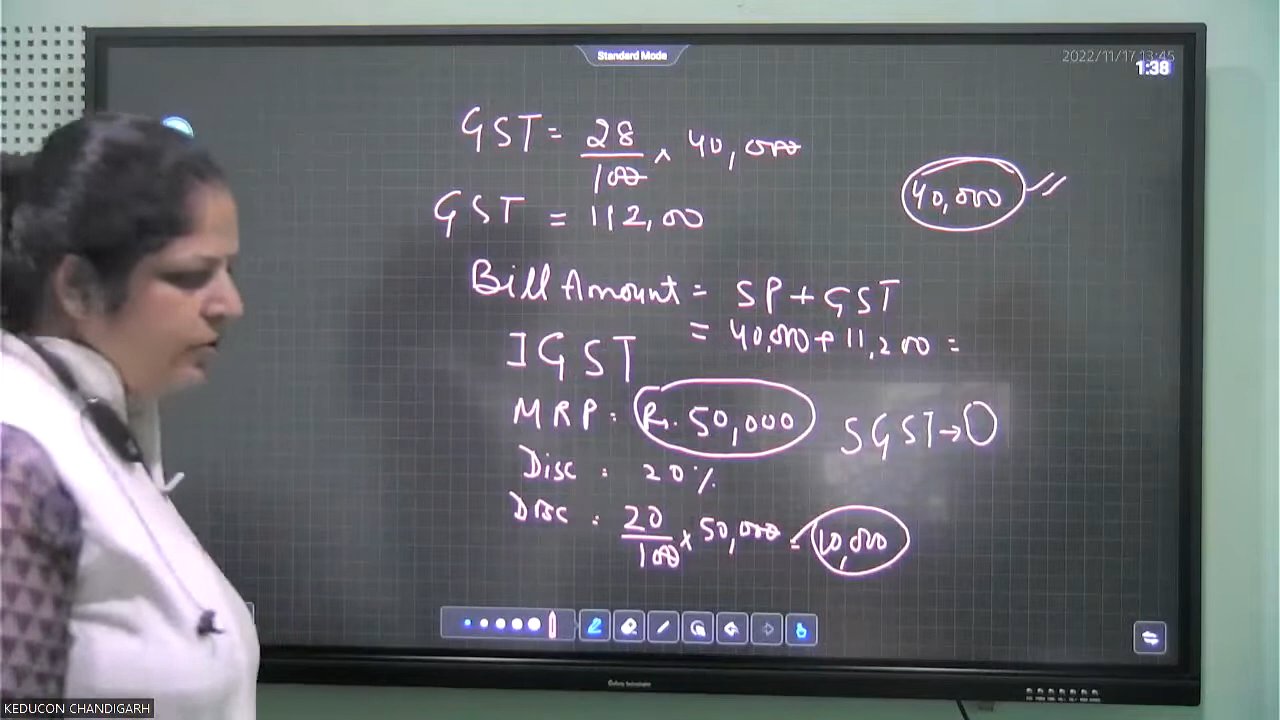 Standard Mode
2022/11/17 13:45
1:38
GST = 28/100 × 40,000
40,000
GST = 112,00
Bill Amount = SP + GST
= 40,000 + 11,200 =
IGST
MRP : Rs. 50,000
SGST → 0
Disc : 20%
Disc : 20/100 × 50,000 = 10,000
KEDUCON CHANDIGARH